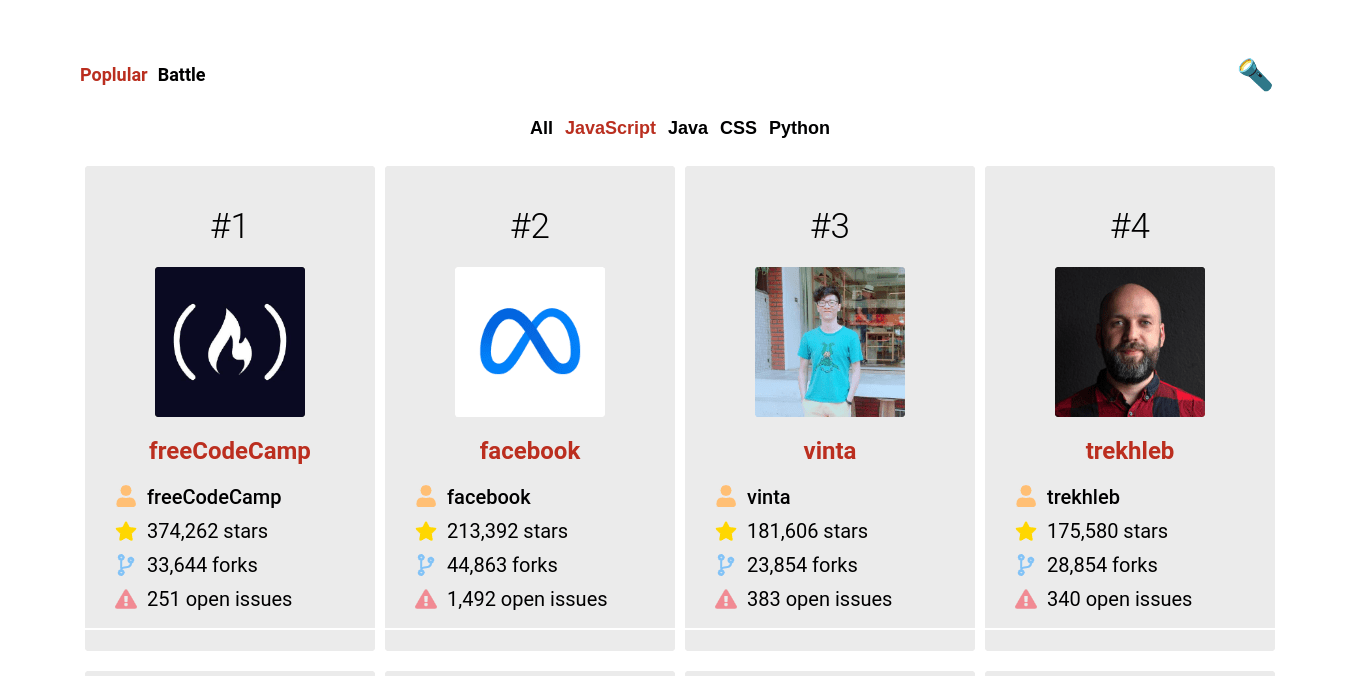 Poplular Battle
All JavaScript Java CSS Python
#1
freeCodeCamp
freeCodeCamp
374,262 stars
33,644 forks
251 open issues
#2
facebook
facebook
213,392 stars
44,863 forks
1,492 open issues
#3
vinta
vinta
181,606 stars
23,854 forks
383 open issues
#4
trekhleb
trekhleb
175,580 stars
28,854 forks
340 open issues